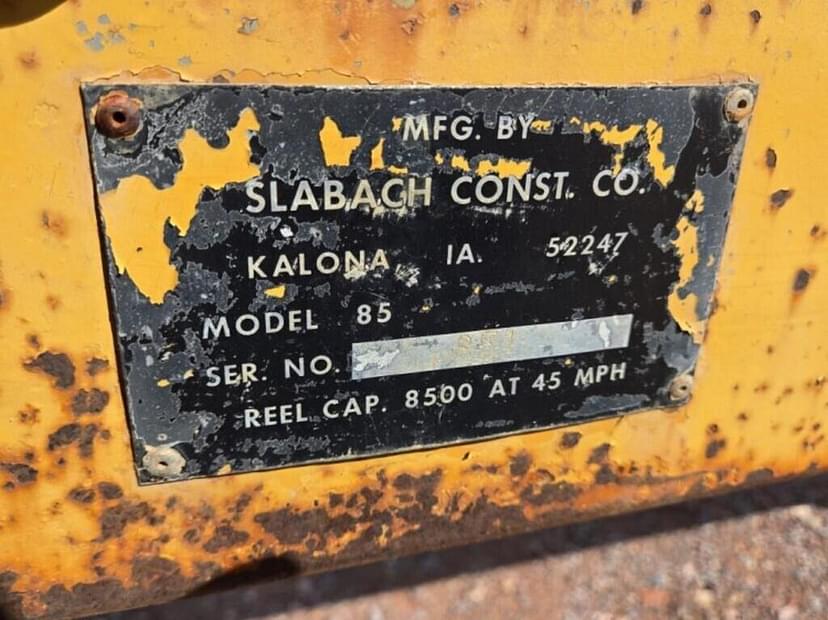 MFG. BY
SLABACH CONST. CO.
KALONA IA. 52247
MODEL 85
SER. NO.
REEL CAP. 8500 AT 45 MPH